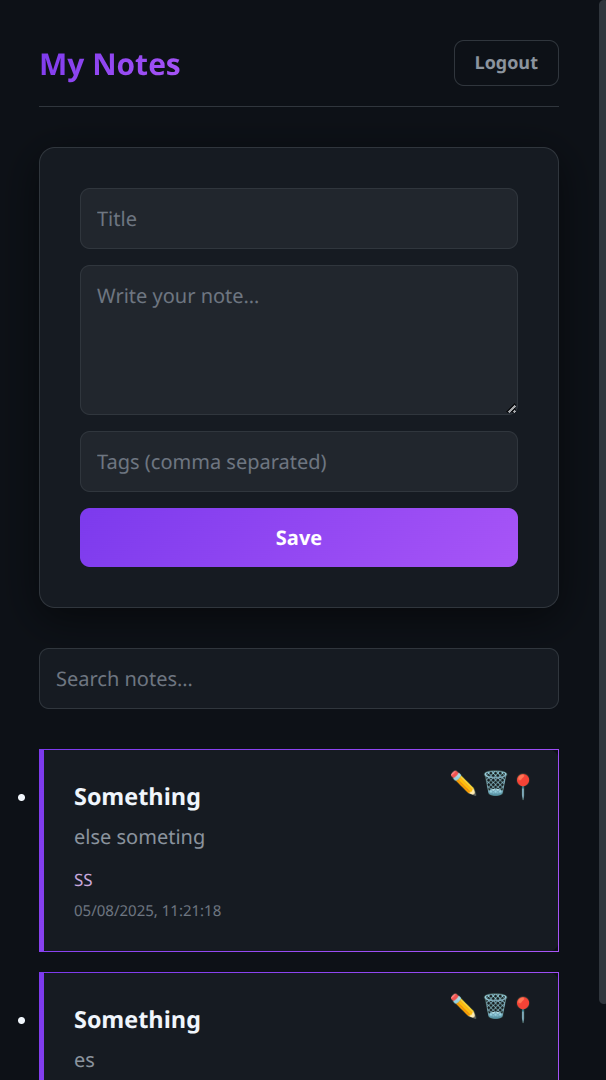 My Notes
Logout
Title
Write your note...
Tags (comma separated)
Save
Search notes...
Something
else someting
SS
05/08/2025, 11:21:18
Something
es